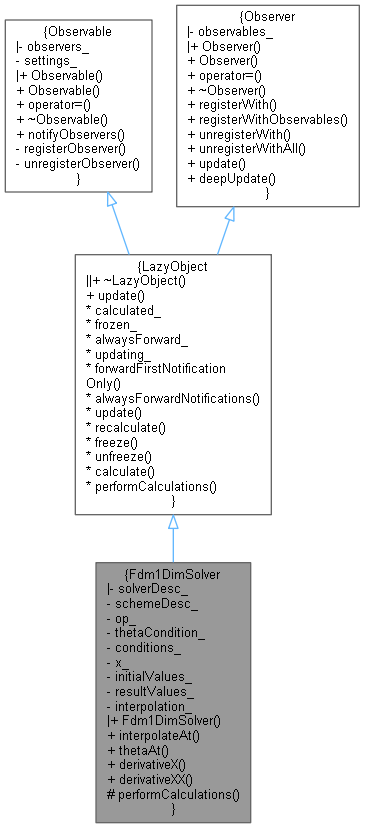 {Observable
|- observers_
- settings_
|+ Observable()
+ Observable()
+ operator=()
+ ~Observable()
+ notifyObservers()
- registerObserver()
- unregisterObserver()
}
{Observer
|- observables_
|+ Observer()
+ Observer()
+ operator=()
+ ~Observer()
+ registerWith()
+ registerWithObservables()
+ unregisterWith()
+ unregisterWithAll()
+ update()
+ deepUpdate()
}
{LazyObject
||+ ~LazyObject()
+ update()
* calculated_
* frozen_
* alwaysForward_
* updating_
* forwardFirstNotification
Only()
* alwaysForwardNotifications()
* update()
* recalculate()
* freeze()
* unfreeze()
* calculate()
* performCalculations()
}
{Fdm1DimSolver
|- solverDesc_
- schemeDesc_
- op_
- thetaCondition_
- conditions_
- x_
- initialValues_
- resultValues_
- interpolation_
|+ Fdm1DimSolver()
+ interpolateAt()
+ thetaAt()
+ derivativeX()
+ derivativeXX()
# performCalculations()
}